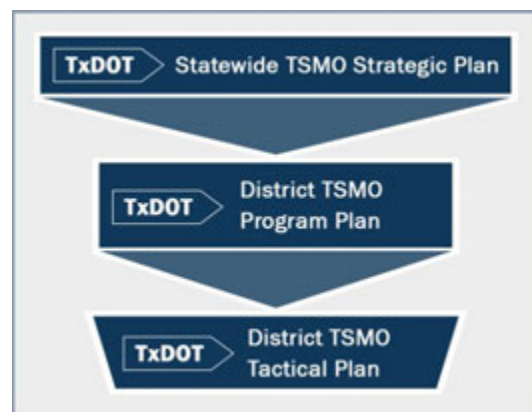 TxDOT Statewide TSMO Strategic Plan
TxDOT District TSMO
Program Plan
TxDOT District TSMO
Tactical Plan